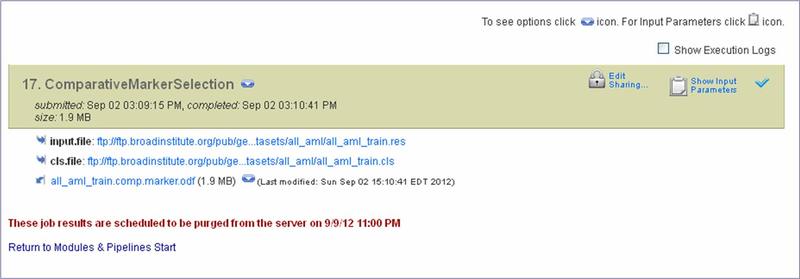 To see options click icon. For Input Parameters click icon.
Show Execution Logs
17. ComparativeMarkerSelection
Edit Sharing...
Show Input Parameters
submitted: Sep 02 03:09:15 PM, completed: Sep 02 03:10:41 PM
size: 1.9 MB
input.file: ftp://ftp.broadinstitute.org/pub/ge...tasets/all_aml/all_aml_train.res
cls.file: ftp://ftp.broadinstitute.org/pub/ge...tasets/all_aml/all_aml_train.cls
all_aml_train.comp.marker.odf (1.9 MB) (Last modified: Sun Sep 02 15:10:41 EDT 2012)
These job results are scheduled to be purged from the server on 9/9/12 11:00 PM
Return to Modules & Pipelines Start